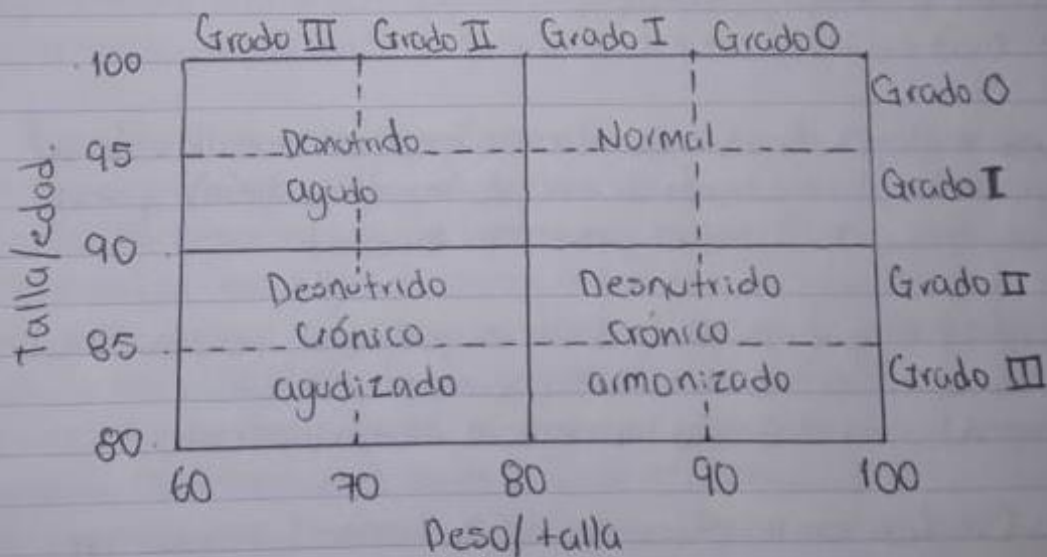 Grado III Grado II Grado I Grado 0
100
Grado 0
Desnutrido Normal
95
agudo
Grado I
Talla/edad.
90
Desnutrido Desnutrido
Grado II
Crónico Crónico
85
agudizado armonizado
Grado III
80
60 70 80 90 100
Peso/talla